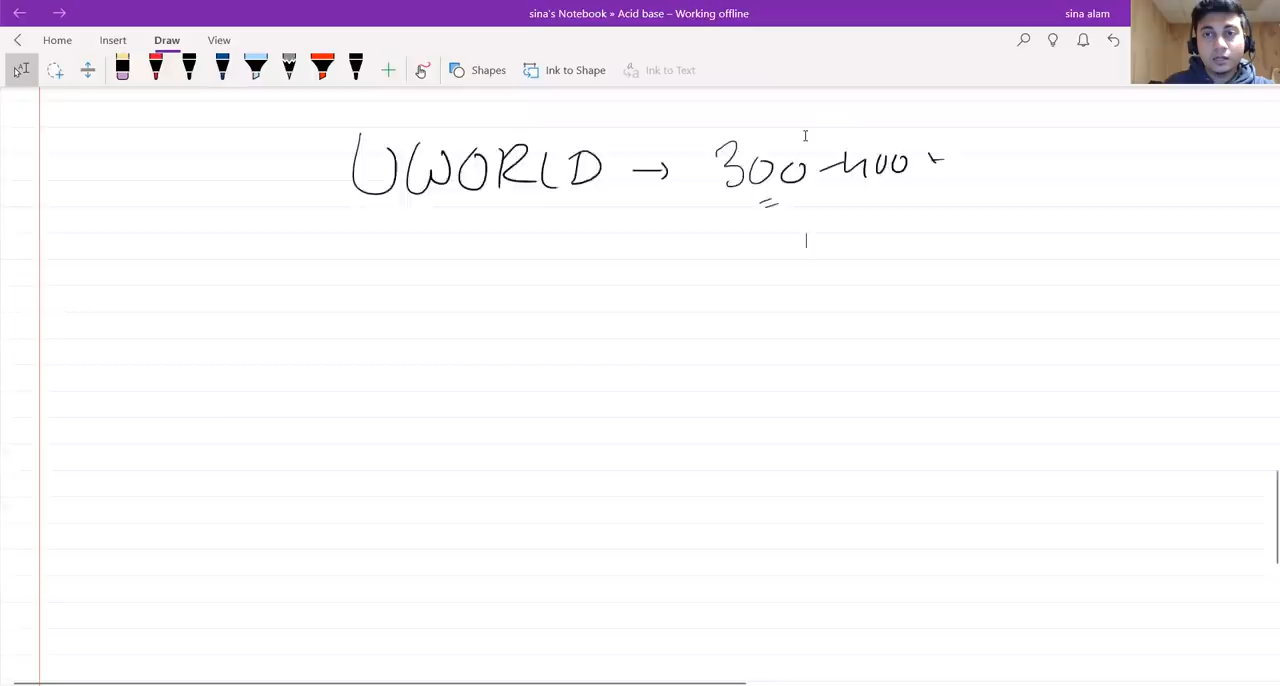 sina's Notebook » Acid base – Working offline
sina alam
Home Insert Draw View
Shapes Ink to Shape Ink to Text
UWORLD → 300-400